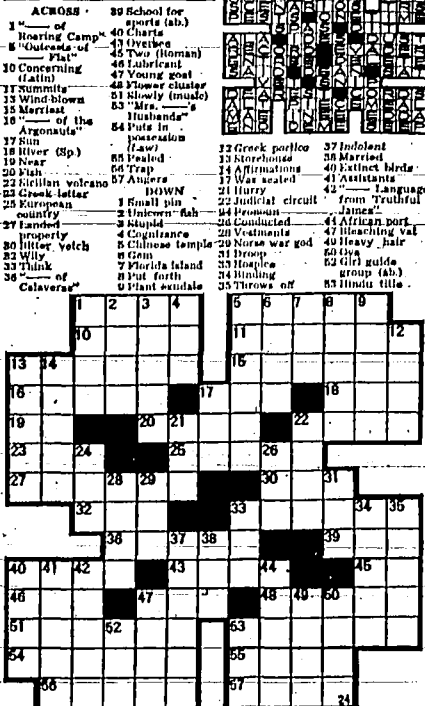 ACROSS
1 "—— of
Roaring Camp"
5 "Outcasts of
—— Flat"
10 Concerning
(Latin)
11 Summits
13 Wind-blown
15 Merriest
16 "—— of the
Argonauts"
17 Sun
18 River (Sp.)
19 Near
20 Fish
22 Sicilian volcano
23 Greek letter
25 European
country
27 Landed
property
30 Bitter vetch
32 Wily
33 Think
36 "—— of
Calaveras"
39 School for
sports (ab.)
40 Charts
43 Oversee
45 Two (Roman)
46 Lubricant
47 Young goat
48 Flower cluster
51 Slowly (music)
53 "Mrs. ——'s
Husbands"
54 Puts in
possession
(Law)
55 Pealed
56 Trap
57 Angers
DOWN
1 Small pin
2 Unicorn fish
3 Stupid
4 Cognizance
5 Chinese temple
6 Gem
7 Florida island
8 Put forth
9 Plant exudate
12 Greek portico
13 Storehouse
14 Affirmations
17 Was seated
21 Hurry
22 Judicial circuit
24 Pronoun
26 Conducted
28 Vestments
29 Norse war god
31 Droop
33 Hospice
34 Binding
35 Throws off
37 Indolent
38 Married
40 Extinct birds
41 Assistants
42 "—— Language
from Truthful
James"
44 African port
47 Bleaching vat
49 Heavy hair
50 Ova
52 Girl guide
group (ab.)
53 Hindu title
1 2 3 4 5 6 7 8 9
10 11 12
13 14 15
16 17 18
19 20 21 22
23 24 25 26
27 28 29 30 31
32 33 34 35
36 37 38 39
40 41 42 43 44 45
46 47 48 49 50
51 52 53
54 55
56 57
24